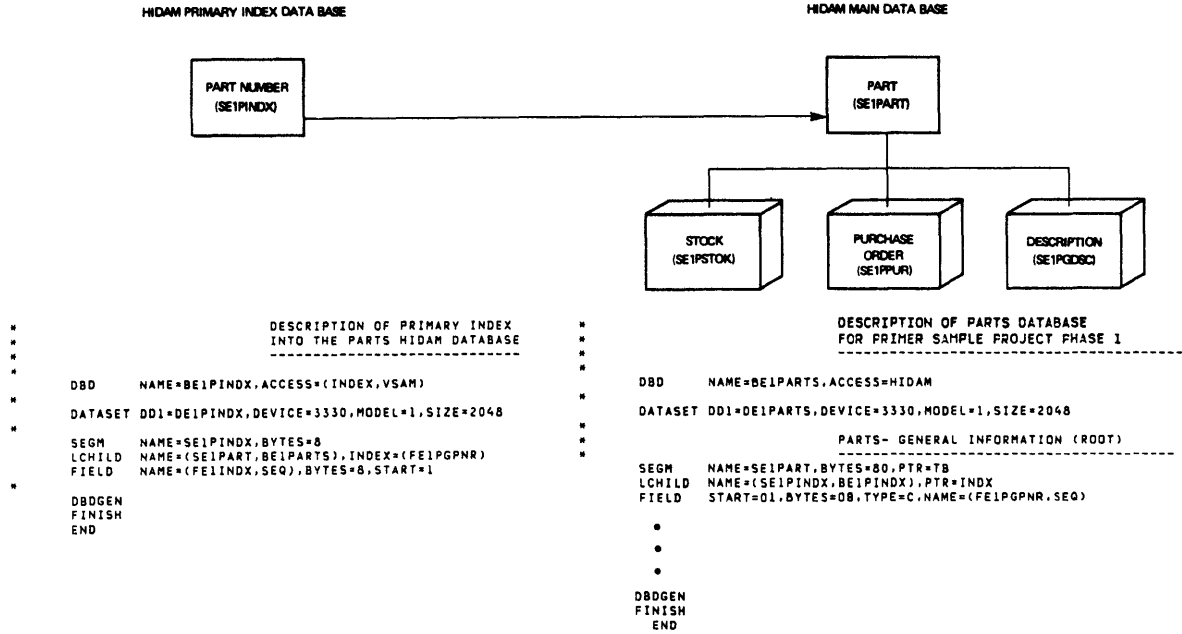 HIDAM PRIMARY INDEX DATA BASE
HIDAM MAIN DATA BASE
PART NUMBER
(SE1PINDX)
PART
(SE1PART)
STOCK
(SE1PSTOK)
PURCHASE
ORDER
(SE1PPUR)
DESCRIPTION
(SE1PGDSC)
* DESCRIPTION OF PRIMARY INDEX
* INTO THE PARTS HIDAM DATABASE
* -----------------------------
*
DBD NAME=BE1PINDX,ACCESS=(INDEX,VSAM)
*
DATASET DD1=DE1PINDX,DEVICE=3330,MODEL=1,SIZE=2048
*
SEGM NAME=SE1PINDX,BYTES=8
LCHILD NAME=(SE1PART,BE1PARTS),INDEX=(FE1PGPNR)
FIELD NAME=(FE1INDX,SEQ),BYTES=8,START=1
*
DBDGEN
FINISH
END
* DESCRIPTION OF PARTS DATABASE
* FOR PRIMER SAMPLE PROJECT PHASE 1
* ---------------------------------------
*
DBD NAME=BE1PARTS,ACCESS=HIDAM
*
DATASET DD1=DE1PARTS,DEVICE=3330,MODEL=1,SIZE=2048
*
* PARTS- GENERAL INFORMATION (ROOT)
* --------------------------------------
SEGM NAME=SE1PART,BYTES=80,PTR=TB
LCHILD NAME=(SE1PINDX,BE1PINDX),PTR=INDX
FIELD START=01,BYTES=08,TYPE=C,NAME=(FE1PGPNR,SEQ)
•
•
•
DBDGEN
FINISH
END